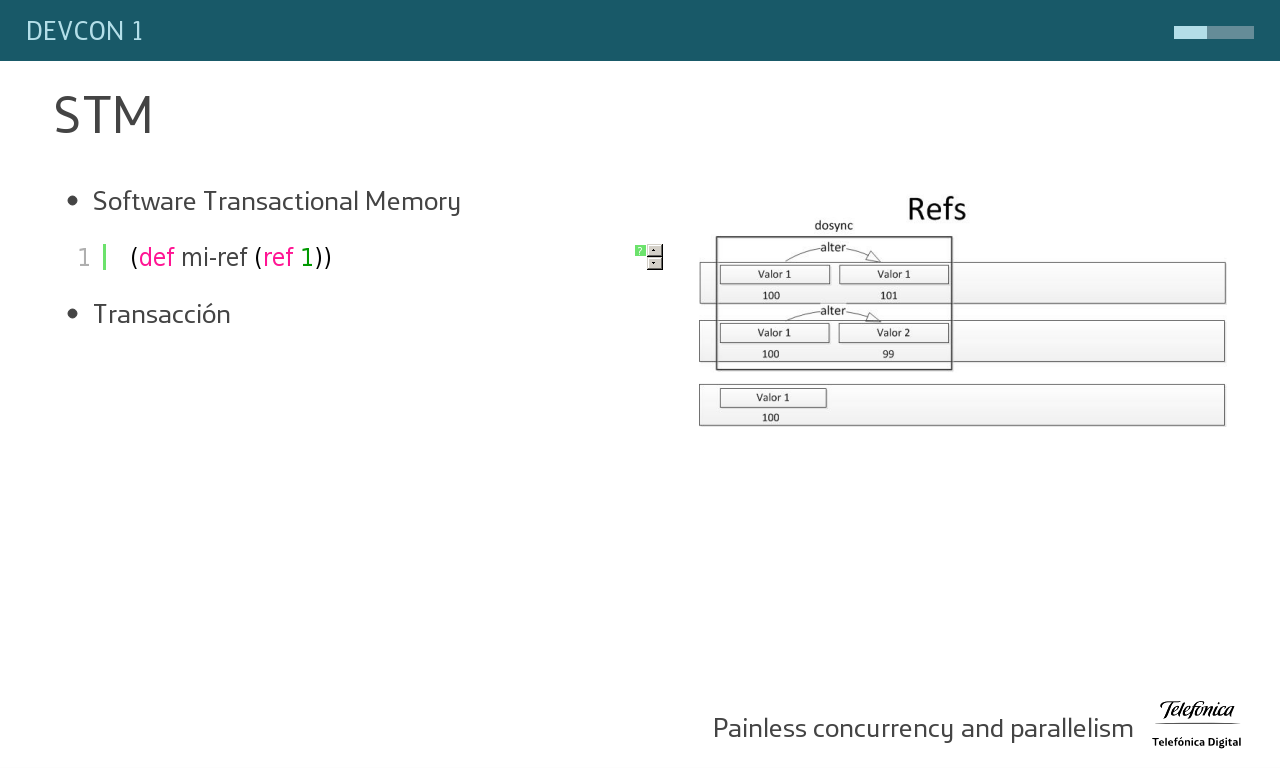 DEVCON 1
STM
• Software Transactional Memory
1 (def mi-ref (ref 1))
?
• Transacción
Refs
dosync
alter
Valor 1 Valor 1
100 101
alter
Valor 1 Valor 2
100 99
Valor 1
100
Painless concurrency and parallelism
Telefónica
Telefónica Digital